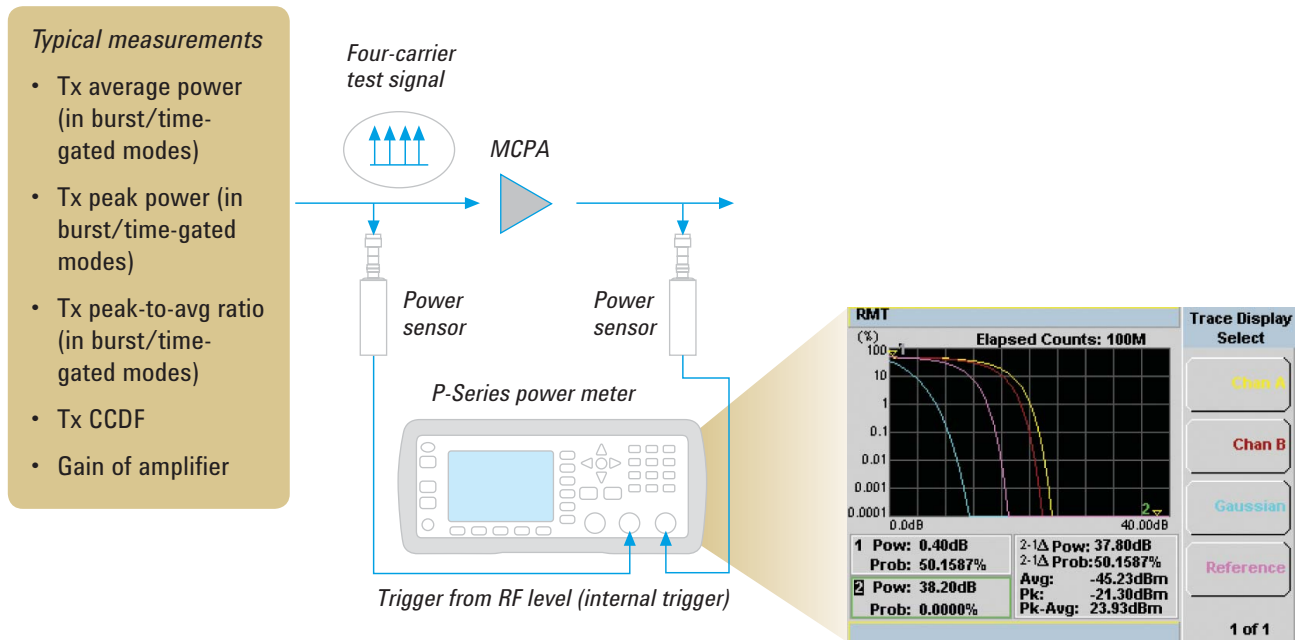 Typical measurements
• Tx average power
(in burst/time-
gated modes)
• Tx peak power (in
burst/time-gated
modes)
• Tx peak-to-avg ratio
(in burst/time-
gated modes)
• Tx CCDF
• Gain of amplifier
Four-carrier
test signal
MCPA
Power
sensor
Power
sensor
P-Series power meter
Trigger from RF level (internal trigger)
RMT
(%)
Elapsed Counts: 100M
100
10
1
0.1
0.01
0.001
0.0001
1
2
0.0dB
40.00dB
1 Pow: 0.40dB
Prob: 50.1587%
2 Pow: 38.20dB
Prob: 0.0000%
2-1Δ Pow: 37.80dB
2-1Δ Prob:50.1587%
Avg: -45.23dBm
Pk: -21.30dBm
Pk-Avg: 23.93dBm
Trace Display
Select
Chan A
Chan B
Gaussian
Reference
1 of 1